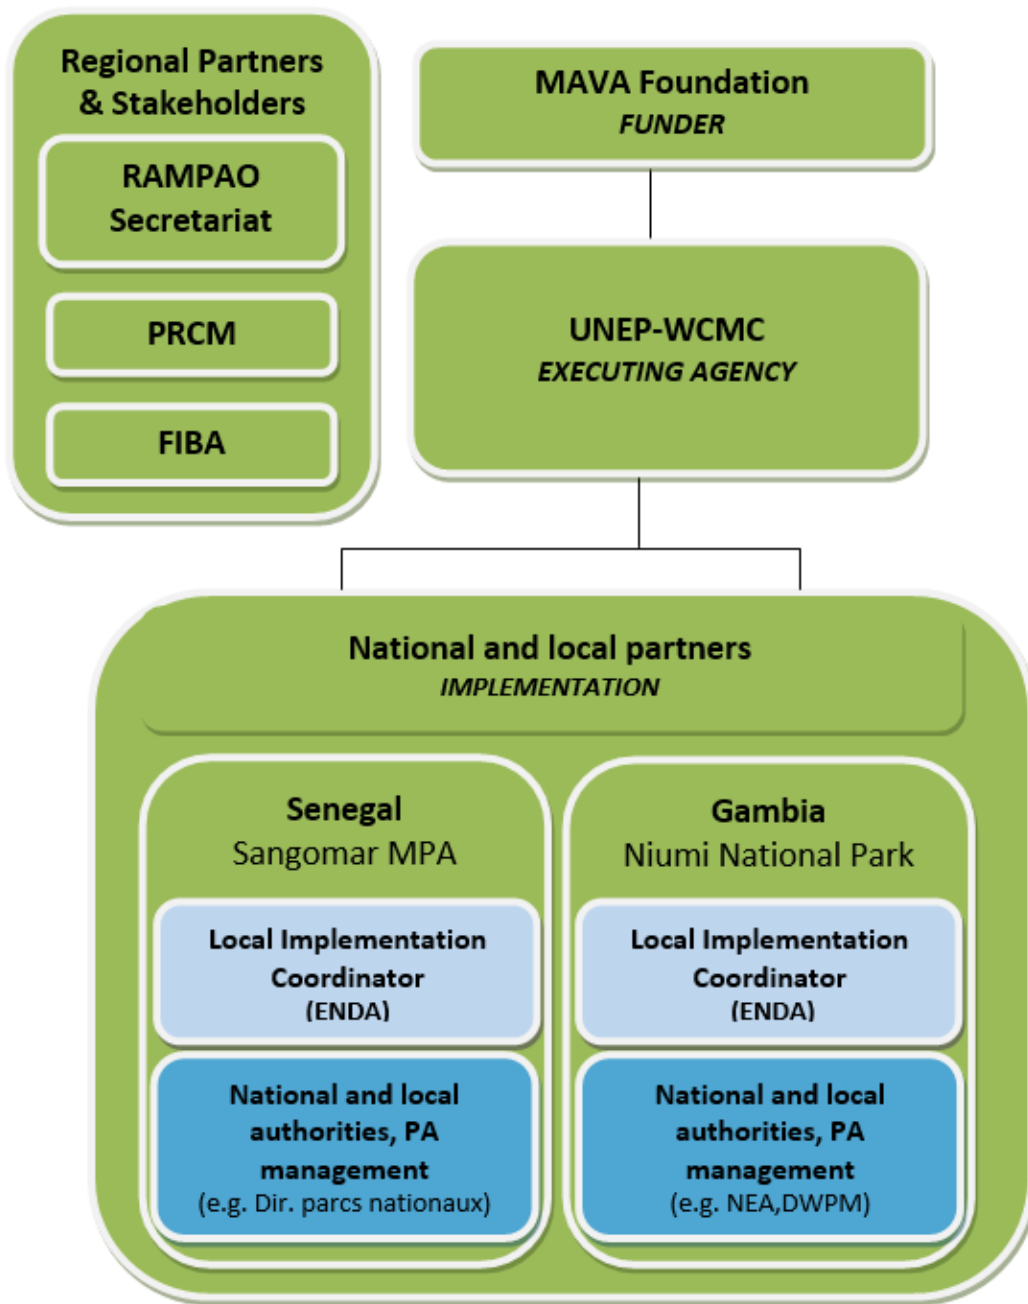 Regional Partners
& Stakeholders
RAMPAO
Secretariat
PRCM
FIBA
MAVA Foundation
FUNDER
UNEP-WCMC
EXECUTING AGENCY
National and local partners
IMPLEMENTATION
Senegal
Sangomar MPA
Local Implementation
Coordinator
(ENDA)
National and local
authorities, PA
management
(e.g. Dir. parcs nationaux)
Gambia
Niumi National Park
Local Implementation
Coordinator
(ENDA)
National and local
authorities, PA
management
(e.g. NEA,DWPM)